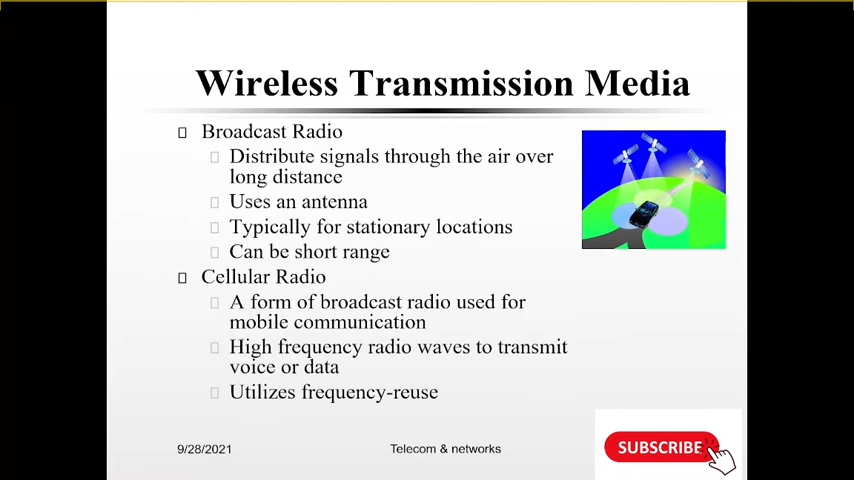 Wireless Transmission Media
Broadcast Radio
Distribute signals through the air over
long distance
Uses an antenna
Typically for stationary locations
Can be short range
Cellular Radio
A form of broadcast radio used for
mobile communication
High frequency radio waves to transmit
voice or data
Utilizes frequency-reuse
9/28/2021
Telecom & networks
SUBSCRIBE